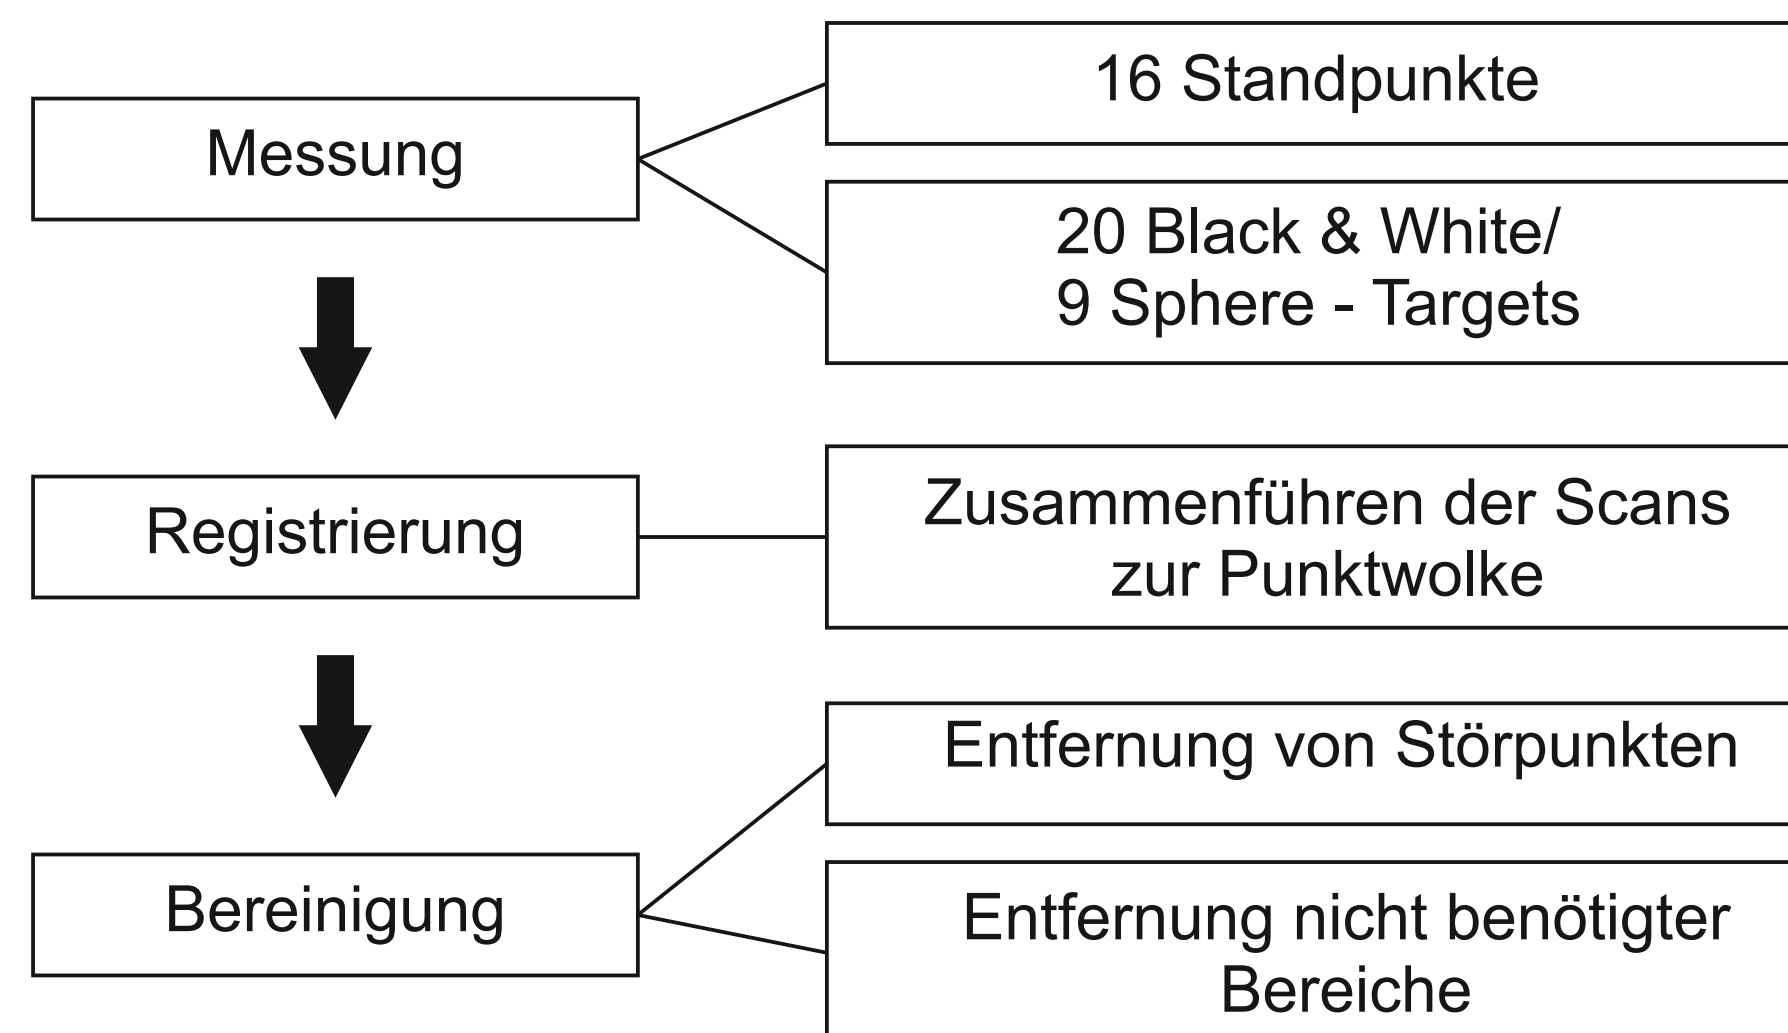 Messung
16 Standpunkte
20 Black & White/
9 Sphere - Targets
Registrierung
Zusammenführen der Scans
zur Punktwolke
Bereinigung
Entfernung von Störpunkten
Entfernung nicht benötigter
Bereiche